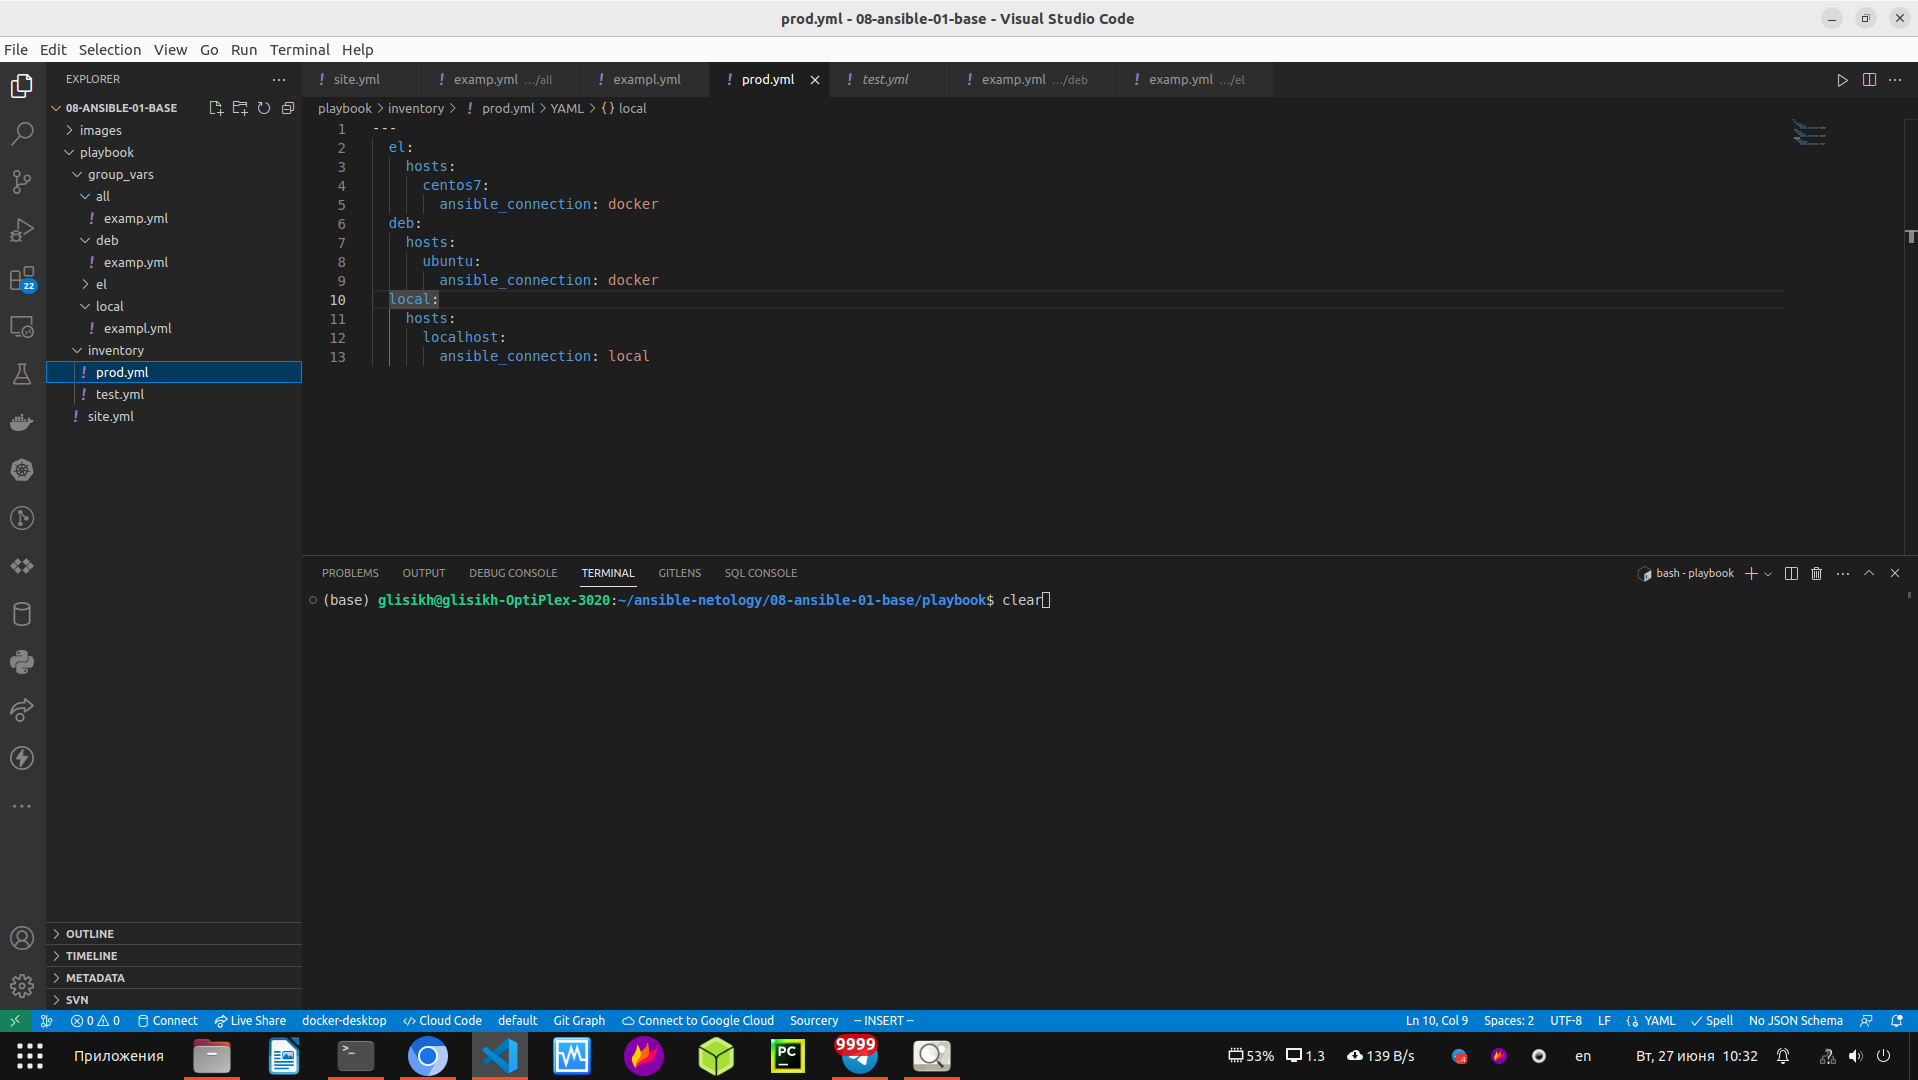 prod.yml - 08-ansible-01-base - Visual Studio Code
File Edit Selection View Go Run Terminal Help
EXPLORER
08-ANSIBLE-01-BASE
images
playbook
group_vars
all
examp.yml
deb
examp.yml
el
local
exampl.yml
inventory
prod.yml
test.yml
site.yml
OUTLINE
TIMELINE
METADATA
SVN
22
site.yml examp.yml .../all exampl.yml prod.yml test.yml examp.yml .../deb examp.yml .../el
playbook > inventory > ! prod.yml > YAML > {} local
1 ---
2 el:
3 hosts:
4 centos7:
5 ansible_connection: docker
6 deb:
7 hosts:
8 ubuntu:
9 ansible_connection: docker
10 local:
11 hosts:
12 localhost:
13 ansible_connection: local
PROBLEMS OUTPUT DEBUG CONSOLE TERMINAL GITLENS SQL CONSOLE
bash - playbook
(base) glisikh@glisikh-OptiPlex-3020:~/ansible-netology/08-ansible-01-base/playbook$ clear
0 0 Connect Live Share docker-desktop Cloud Code default Git Graph Connect to Google Cloud Sourcery -- INSERT --
Ln 10, Col 9 Spaces: 2 UTF-8 LF YAML Spell No JSON Schema
Приложения
PC
9999
53% 1.3 139 B/s en Вт, 27 июня 10:32